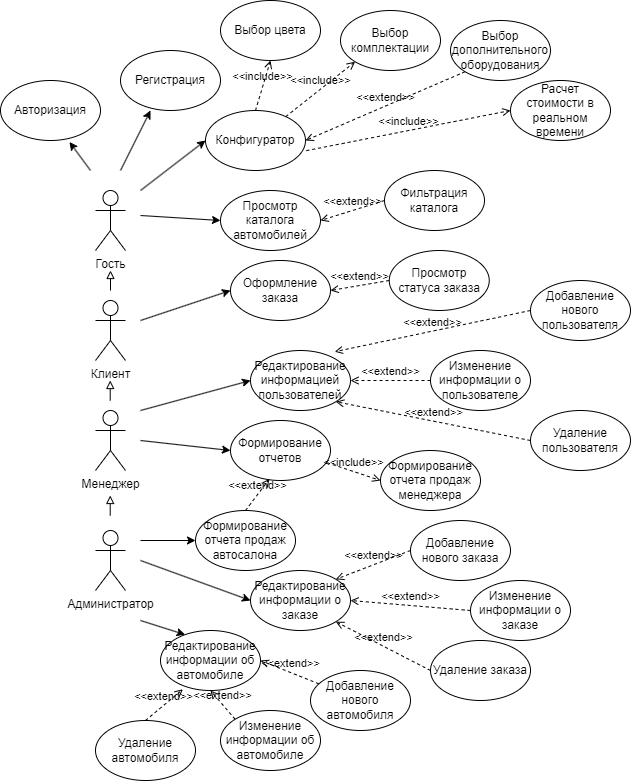 Выбор цвета
Выбор
комплектации
Выбор
дополнительного
оборудования
Расчет
стоимости в
реальном
времени
Регистрация
Авторизация
Конфигуратор
<<include>>
<<include>>
<<extend>>
<<include>>
Гость
Просмотр
каталога
автомобилей
<<extend>>
Фильтрация
каталога
Оформление
заказа
<<extend>>
Просмотр
статуса заказа
Клиент
Добавление
нового
пользователя
<<extend>>
Редактирование
информацией
пользователей
<<extend>>
Изменение
информации о
пользователе
<<extend>>
Удаление
пользователя
Менеджер
Формирование
отчетов
<<include>>
Формирование
отчета продаж
менеджера
<<extend>>
Формирование
отчета продаж
автосалона
Администратор
Добавление
нового заказа
<<extend>>
Редактирование
информации о
заказе
<<extend>>
Изменение
информации о
заказе
<<extend>>
Удаление заказа
Редактирование
информации об
автомобиле
<<extend>>
Добавление
нового
автомобиля
<<extend>>
<<extend>>
Удаление
автомобиля
Изменение
информации об
автомобиле